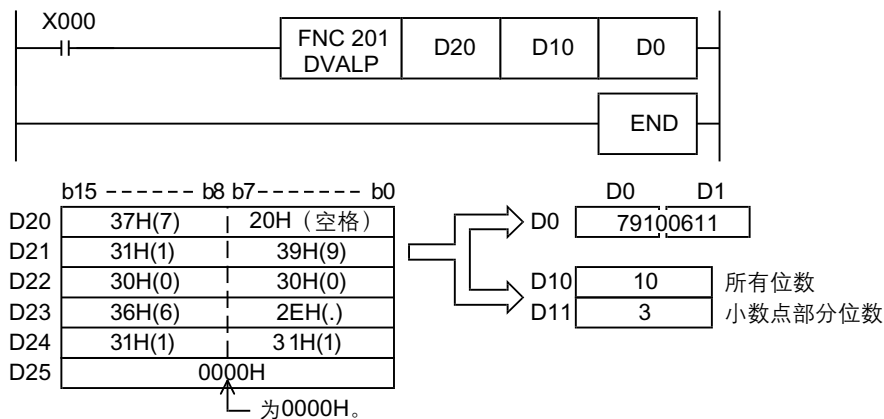 X000
FNC 201 DVALP D20 D10 D0
END
b15 ------ b8 b7------- b0
D20 37H(7) 20H（空格）
D21 31H(1) 39H(9)
D22 30H(0) 30H(0)
D23 36H(6) 2EH(.)
D24 31H(1) 31H(1)
D25 0000H
为0000H。
D0 D1
D0 79100611
D10 10 所有位数
D11 3 小数点部分位数